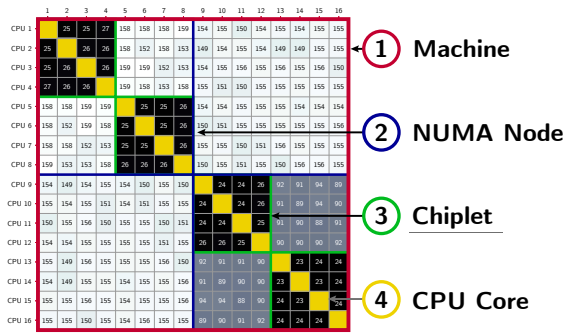 1 2 3 4 5 6 7 8 9 10 11 12 13 14 15 16
CPU 1 25 25 27 158 158 159 158 154 155 150 154 155 154 155 155
CPU 2 25 26 26 158 152 158 153 149 154 155 154 149 149 155 155
CPU 3 25 26 26 159 159 152 153 154 155 156 155 156 155 156 150
CPU 4 27 26 26 158 159 153 158 155 151 150 155 155 155 155 155
CPU 5 158 158 159 159 25 25 26 154 154 155 155 155 155 154 154
CPU 6 158 152 159 158 25 25 26 150 151 155 154 155 155 155 156
CPU 7 158 158 152 153 25 25 26 155 155 150 151 156 155 155 155
CPU 8 159 153 153 158 26 26 26 150 155 151 155 150 156 156 155
CPU 9 154 149 154 155 154 150 155 150 24 24 26 92 91 94 89
CPU 10 155 154 155 151 154 151 155 155 24 24 26 91 89 94 90
CPU 11 150 155 156 150 155 155 150 151 24 24 25 91 90 88 91
CPU 12 154 154 155 155 155 155 151 155 26 26 25 90 90 90 92
CPU 13 155 149 156 155 155 155 156 150 92 91 91 90 23 24 24
CPU 14 154 149 155 155 155 154 155 156 91 89 90 90 23 23 24
CPU 15 155 155 156 155 154 155 155 156 94 94 88 90 24 23 24
CPU 16 155 155 150 155 154 156 155 155 89 90 91 92 24 24 24
1 Machine
2 NUMA Node
3 Chiplet
4 CPU Core